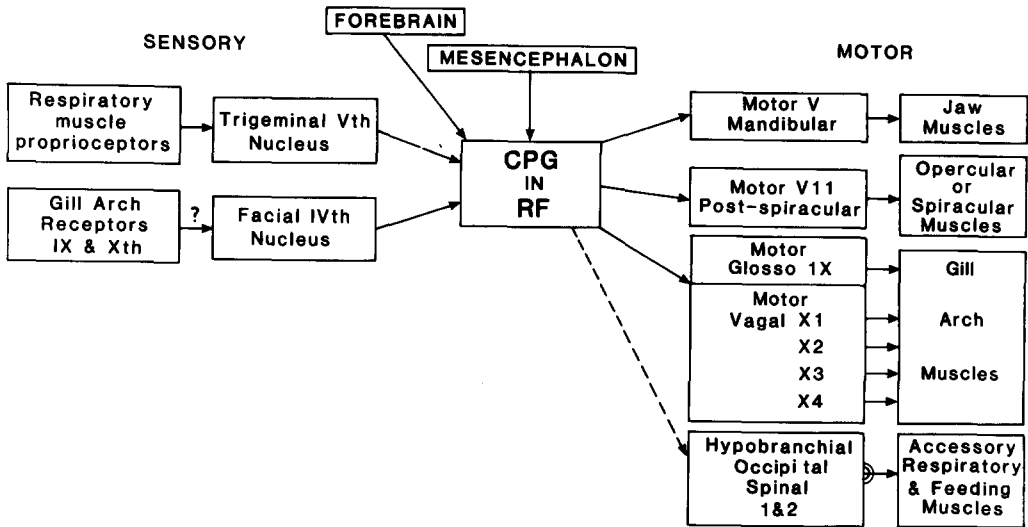 FOREBRAIN
SENSORY
MESENCEPHALON
MOTOR
Respiratory
muscle
proprioceptors
Trigeminal Vth
Nucleus
Gill Arch
Receptors
IX & Xth
?
Facial IVth
Nucleus
CPG
IN
RF
Motor V
Mandibular
Jaw
Muscles
Motor V11
Post-spiracular
Opercular
or
Spiracular
Muscles
Motor
Glosso 1X
Motor
Vagal X1
X2
X3
X4
Gill
Arch
Muscles
Hypobranchial
Occipital
Spinal
1&2
Accessory
Respiratory
& Feeding
Muscles